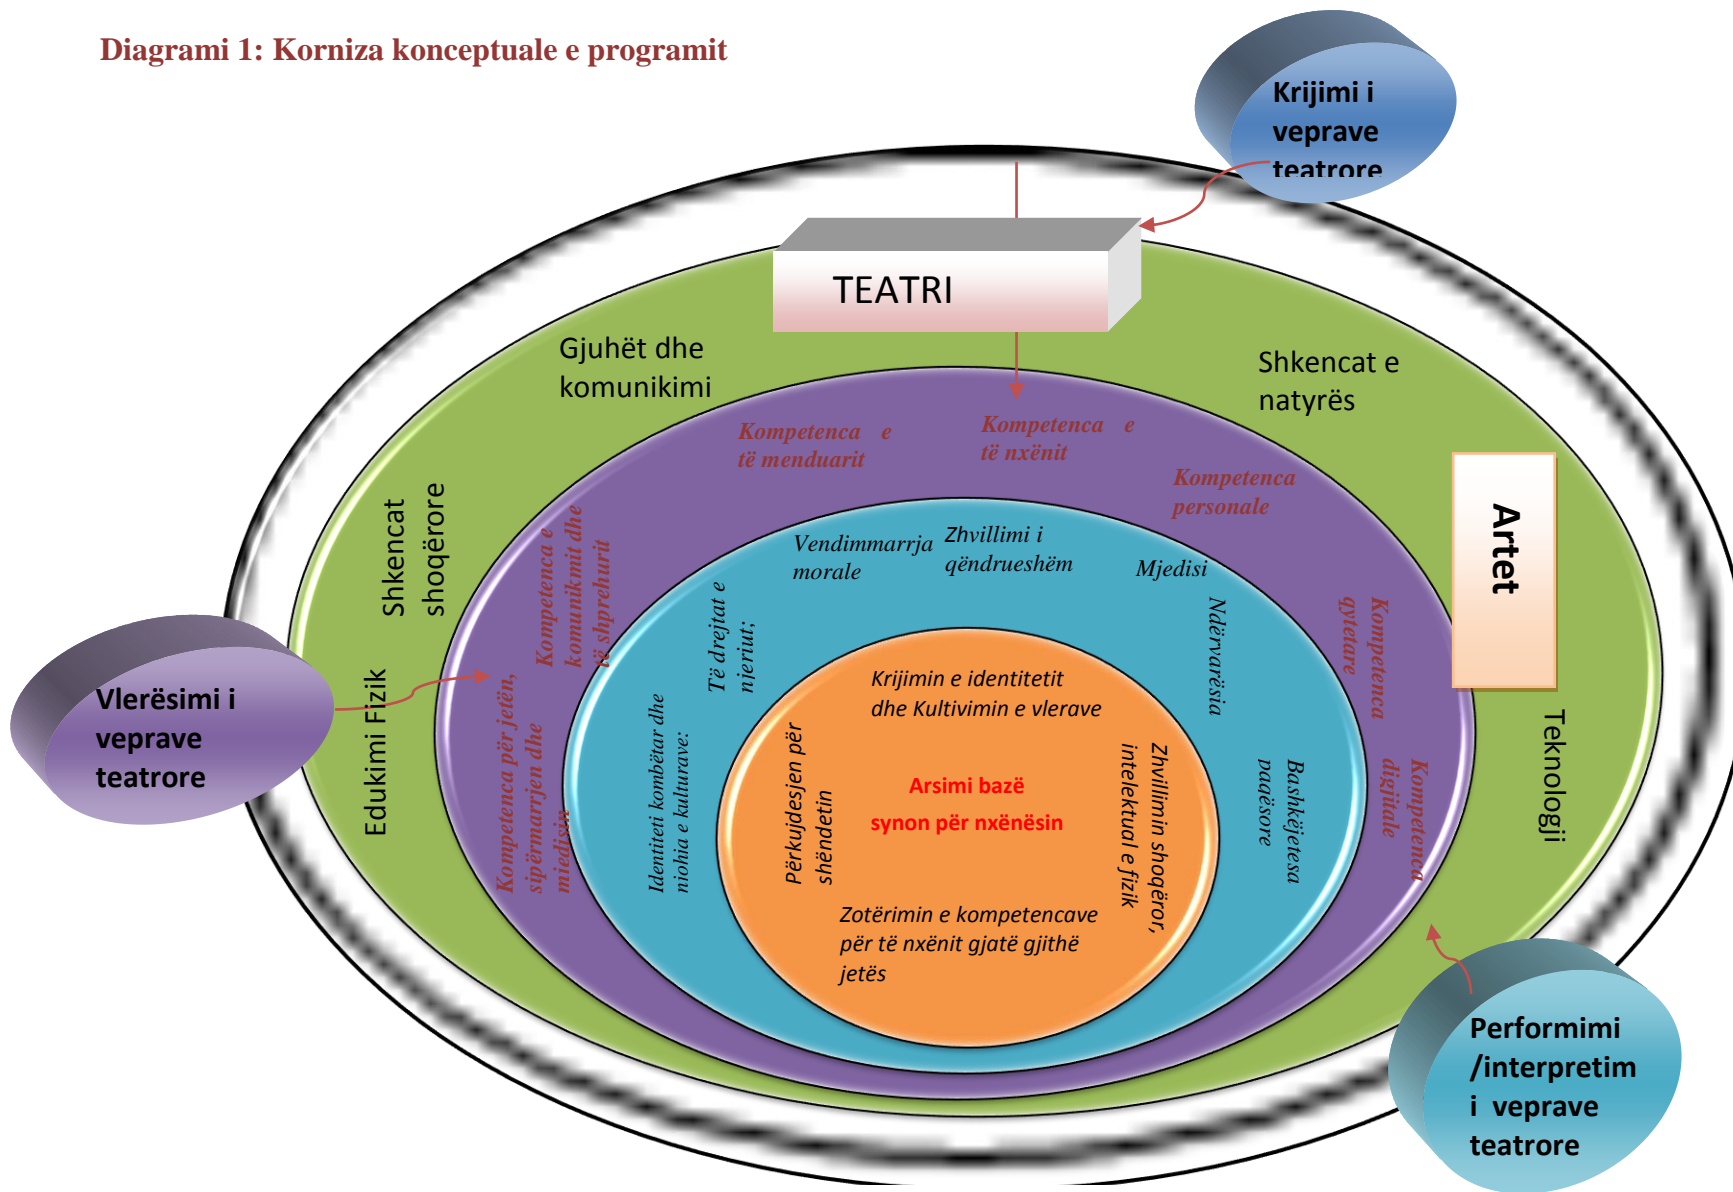 Diagrami 1: Korniza konceptuale e programit
Krijimi i
veprave
teatrore
TEATRI
Gjuhët dhe
komunikimi
Shkencat e
natyrës
Shkencat
shoqërore
Artet
Edukimi Fizik
Teknologji
Kompetenca e
të menduarit
Kompetenca e
të nxënit
Kompetenca
personale
Kompetenca e
komunikmit dhe
të shprehurit
Kompetenca
qytetare
Kompetenca për jetën,
sipërmarrjen dhe
mjedisin
Kompetenca
digjitale
Vendimmarrja
morale
Zhvillimi i
qëndrueshëm
Mjedisi
Të drejtat e
njeriut;
Ndërvarësia
Identiteti kombëtar dhe
njohja e kulturave:
Bashkëjetesa
paqësore
Krijimin e identitetit
dhe Kultivimin e vlerave
Përkujdesjen për
shëndetin
Arsimi bazë
synon për nxënësin
Zhvillimin shoqëror,
intelektual e fizik
Zotërimin e kompetencave
për të nxënit gjatë gjithë
jetës
Vlerësimi i
veprave
teatrore
Performimi
/interpretim
i veprave
teatrore